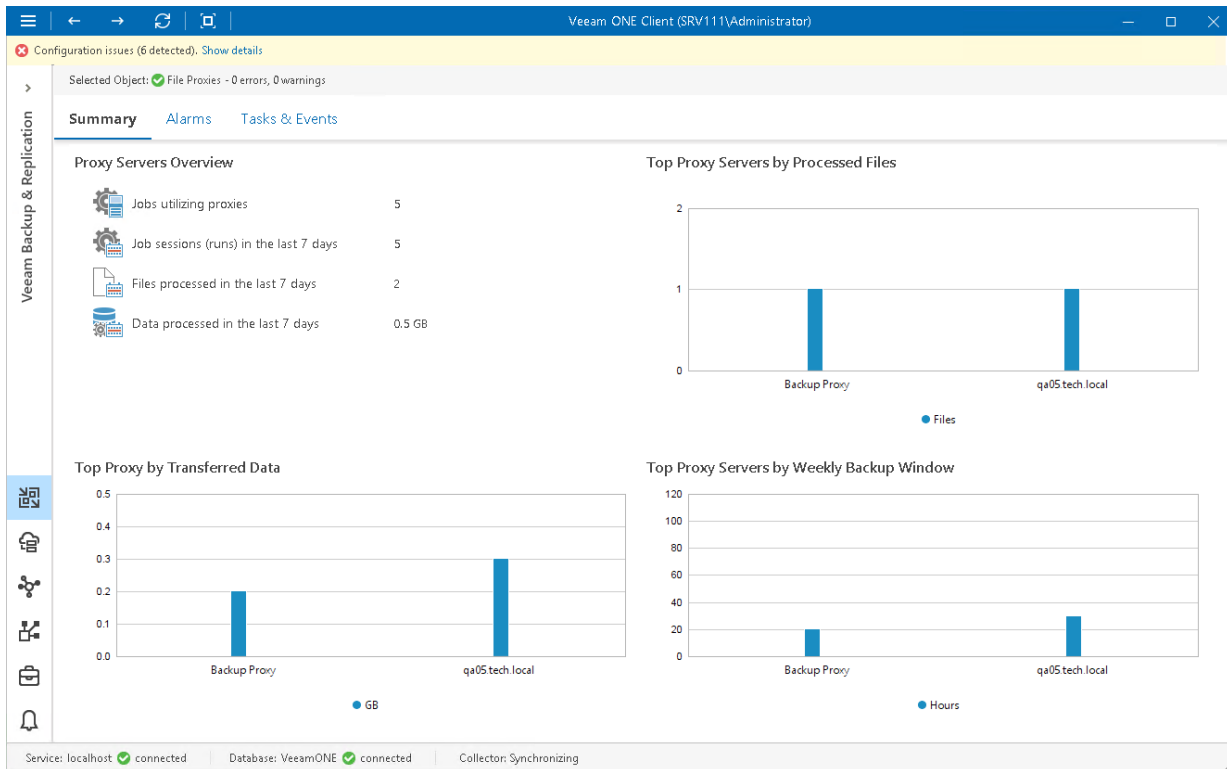 Veeam ONE Client (SRV111\Administrator)
Configuration issues (6 detected). Show details
Selected Object: File Proxies - 0 errors, 0 warnings
Veeam Backup & Replication
Summary Alarms Tasks & Events
Proxy Servers Overview
Jobs utilizing proxies 5
Job sessions (runs) in the last 7 days 5
Files processed in the last 7 days 2
Data processed in the last 7 days 0.5 GB
Top Proxy Servers by Processed Files
2
1
0
Backup Proxy qa05.tech.local
Files
Top Proxy by Transferred Data
0.5
0.4
0.3
0.2
0.1
0.0
Backup Proxy qa05.tech.local
GB
Top Proxy Servers by Weekly Backup Window
120
100
80
60
40
20
0
Backup Proxy qa05.tech.local
Hours
Service: localhost connected Database: VeeamONE connected Collector: Synchronizing